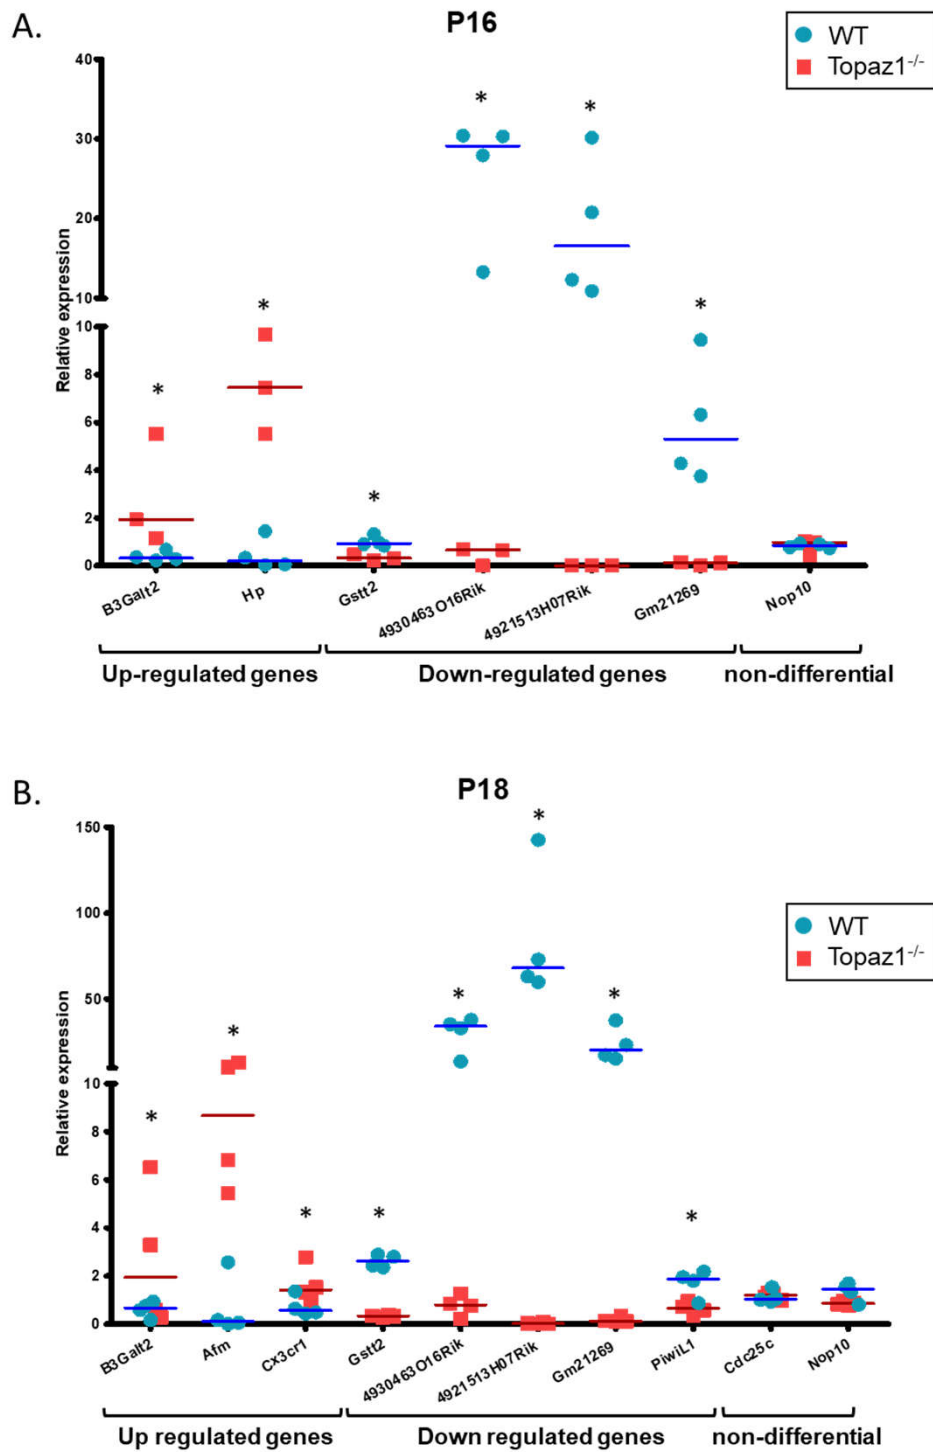 A.
P16
WT
Topaz1-/-
Relative expression
40
30
20
10
10
8
6
4
2
0
* * * * * *
B3Galt2 Hp Gstt2 4930463O16Rik 4921513H07Rik Gm21269 Nop10
Up-regulated genes Down-regulated genes non-differential
B.
P18
WT
Topaz1-/-
Relative expression
150
100
50
10
8
6
4
2
0
* * * * * * * *
B3Galt2 Afm Cx3cr1 Gstt2 4930463O16Rik 4921513H07Rik Gm21269 PiwiL1 Cdc25c Nop10
Up regulated genes Down regulated genes non-differential